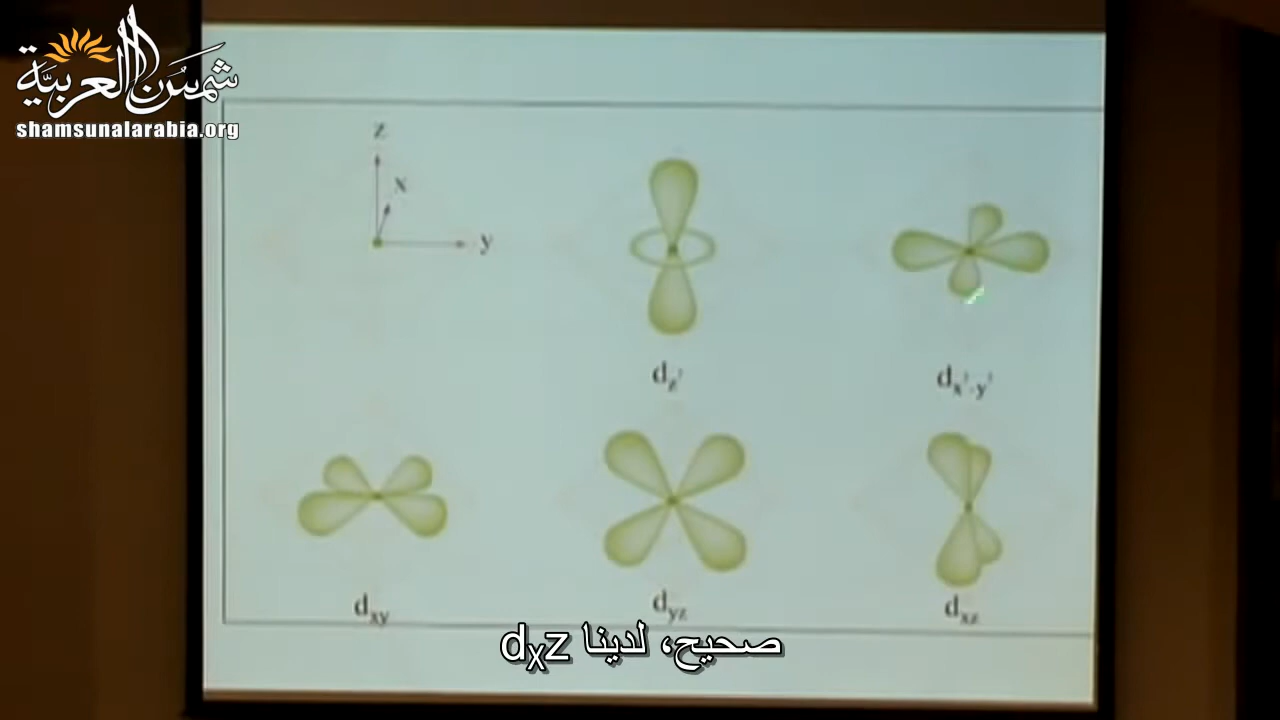 شمس العربية
shamsunalarabia.org
z
x
y
dz²
dx²-y²
dxy
dyz
dxz
صحيح، لدينا dxz